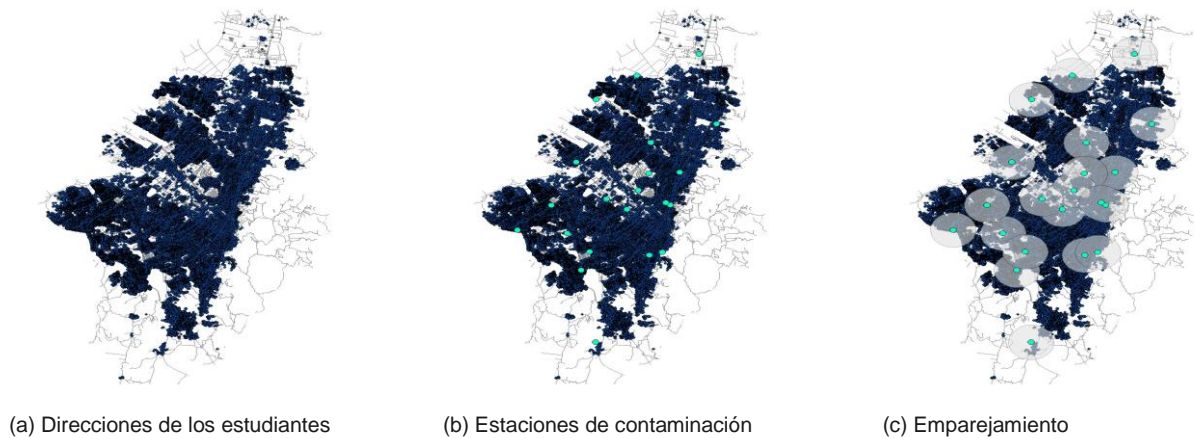 (a) Direcciones de los estudiantes
(b) Estaciones de contaminación
(c) Emparejamiento